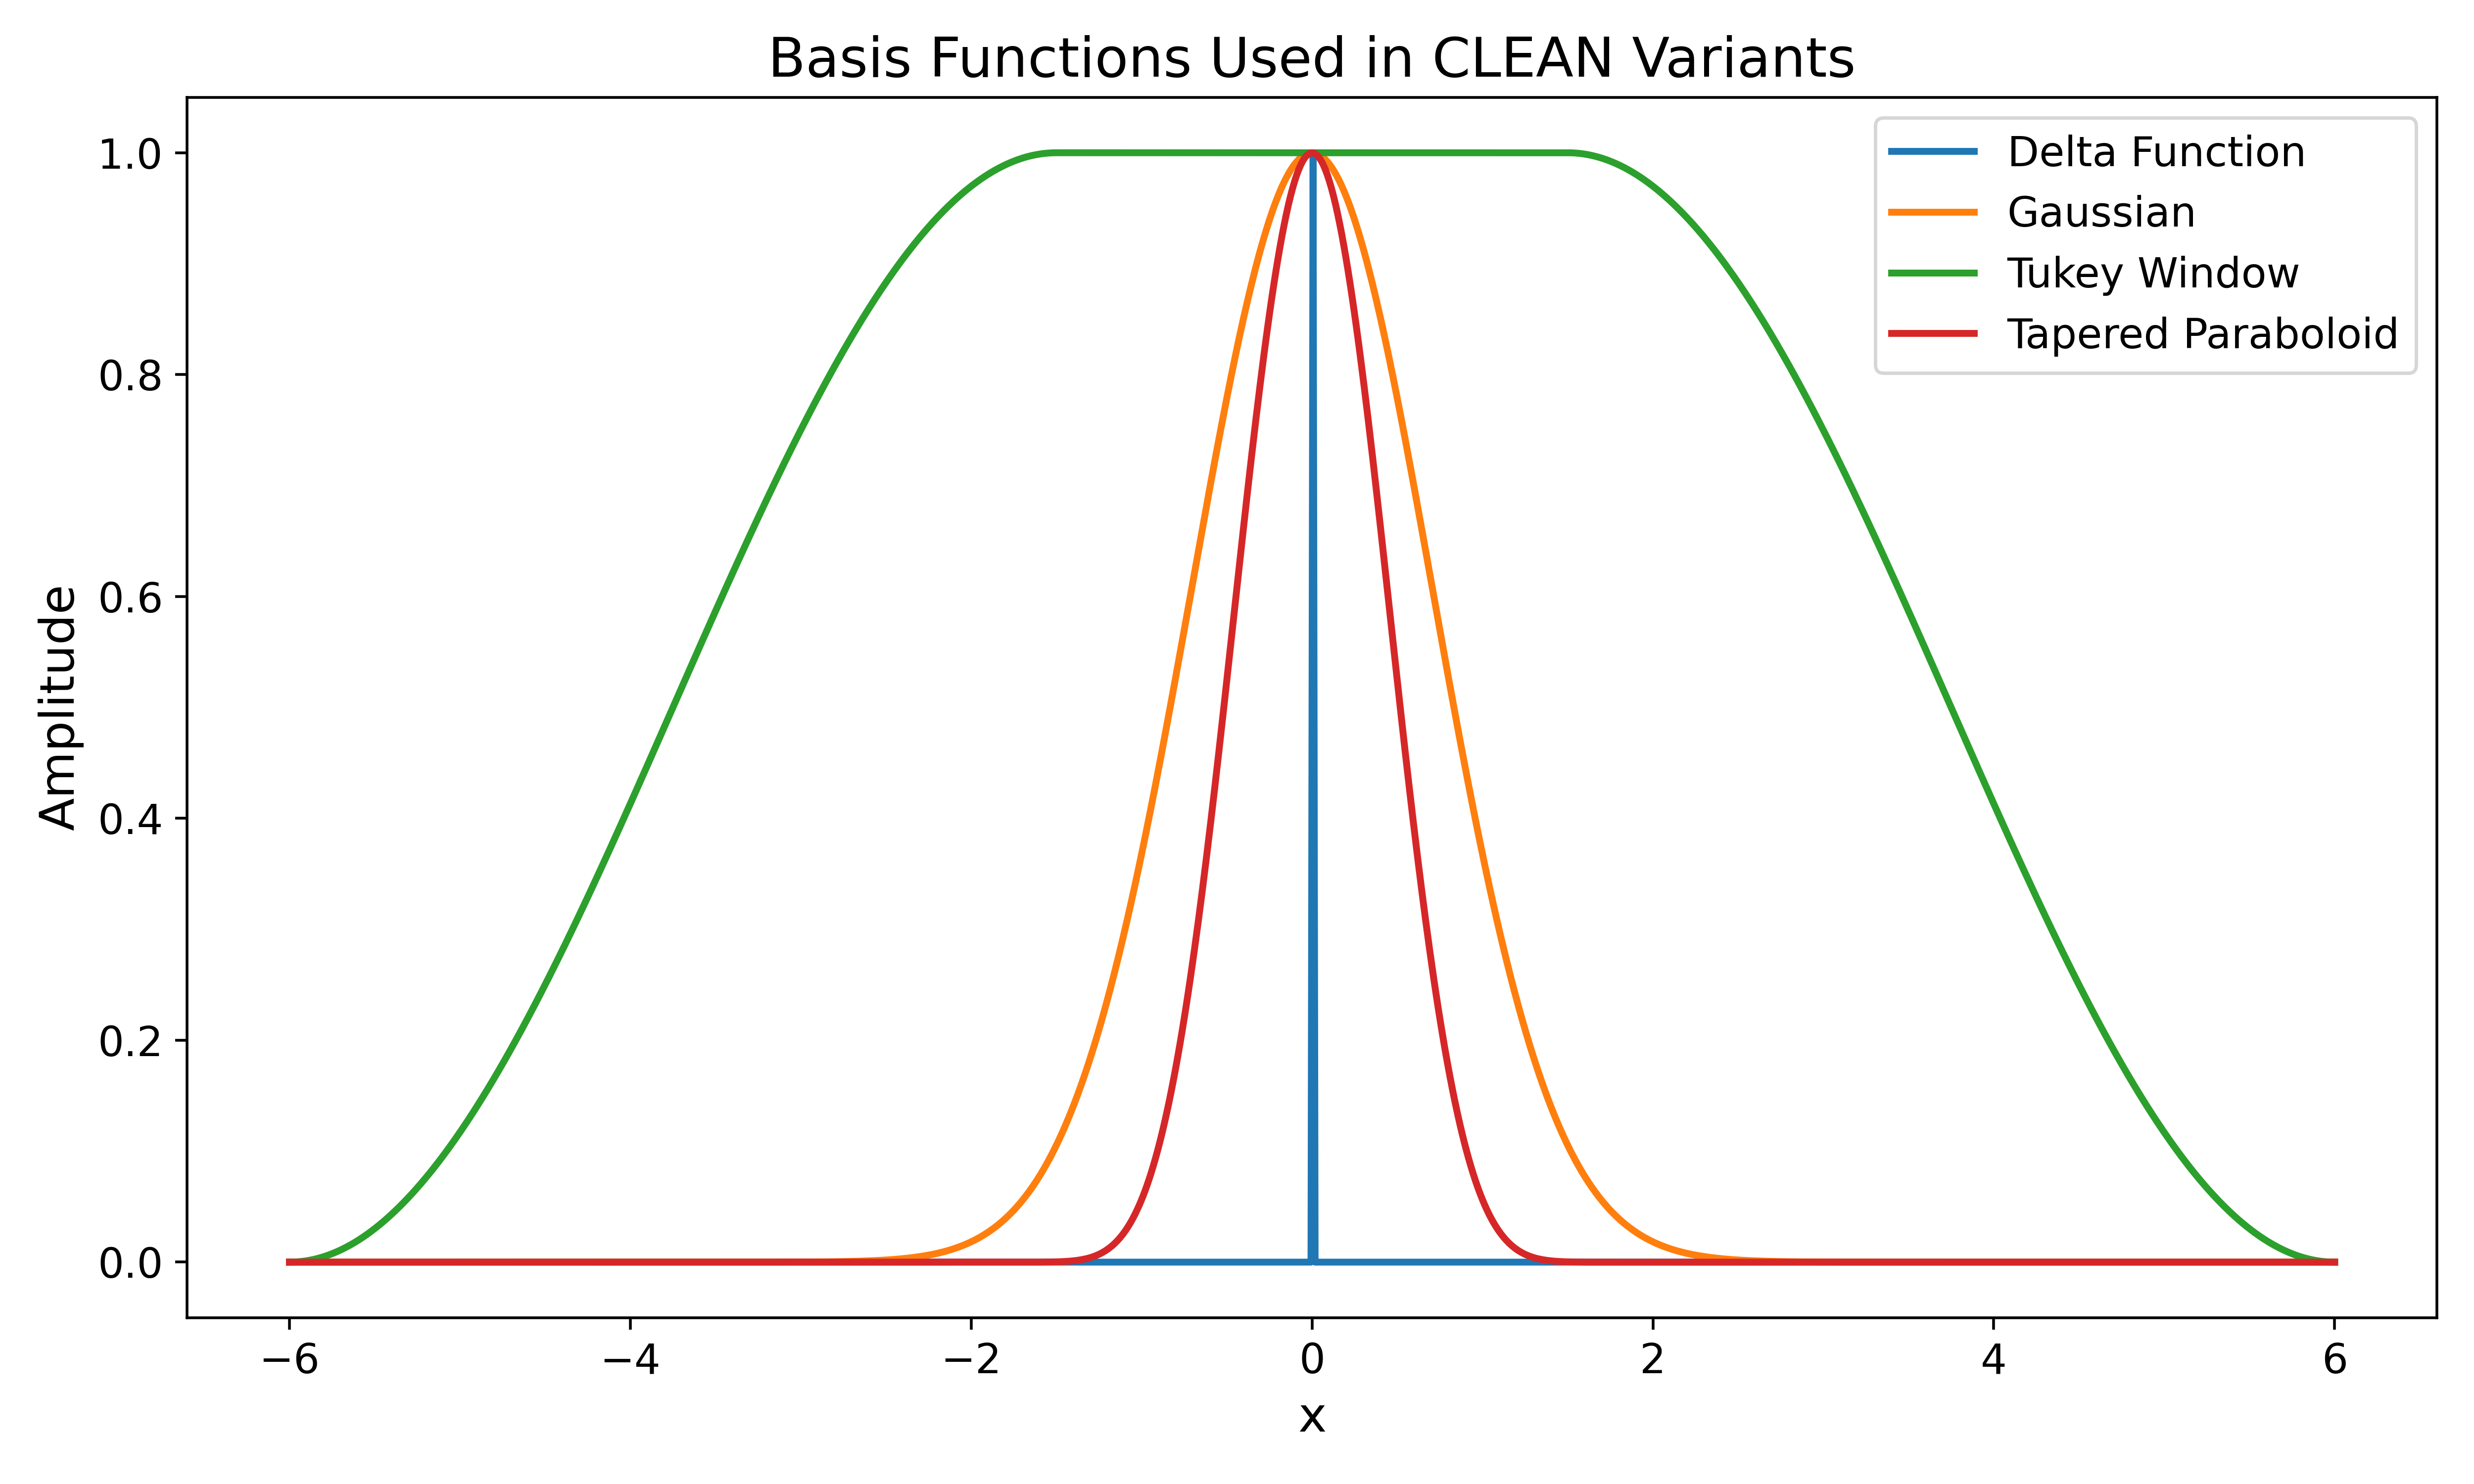 Basis Functions Used in CLEAN Variants
Delta Function
Gaussian
Tukey Window
Tapered Paraboloid
Amplitude
1.0
0.8
0.6
0.4
0.2
0.0
−6
−4
−2
0
2
4
6
x